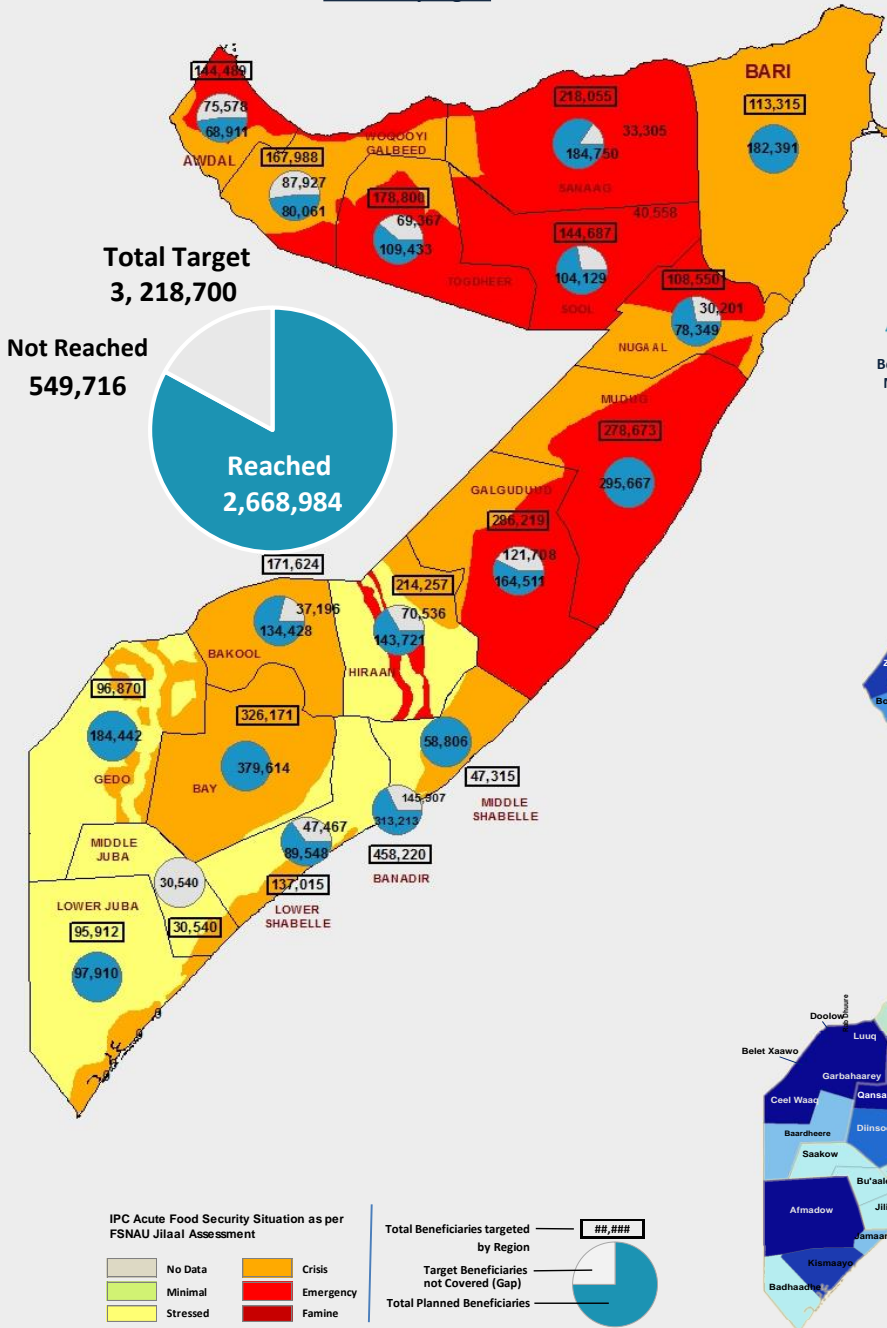 144,489
75,578
68,911
AWDAL
WOQOOYI
GALBEED
167,988
87,927
80,061
178,800
69,367
109,433
TOGDHEER
218,055
33,305
184,750
SANAAG
40,558
144,687
104,129
SOOL
BARI
113,315
182,391
108,550
30,201
78,349
NUGAAL
Total Target
3, 218,700
Not Reached
549,716
Reached
2,668,984
MUDUG
278,673
295,667
GALGUDUUD
286,219
121,708
164,511
171,624
37,196
134,428
BAKOOL
214,257
70,536
143,721
HIRAAN
96,870
184,442
GEDO
326,171
379,614
BAY
58,806
47,315
MIDDLE
SHABELLE
145,907
313,213
458,220
BANADIR
47,467
89,548
137,015
LOWER
SHABELLE
MIDDLE
JUBA
30,540
30,540
LOWER JUBA
95,912
97,910
Doolow
Luuq
Belet Xaawo
Garbahaarey
Ceel Waaq
Qansa
Baardheere
Diinso
Saakow
Bu'aale
Jili
Afmadow
Jamaam
Kismaayo
Badhaadhe
IPC Acute Food Security Situation as per
FSNAU Jilaal Assessment
No Data
Crisis
Minimal
Emergency
Stressed
Famine
Total Beneficiaries targeted
by Region
##,###
Target Beneficiaries
not Covered (Gap)
Total Planned Beneficiaries